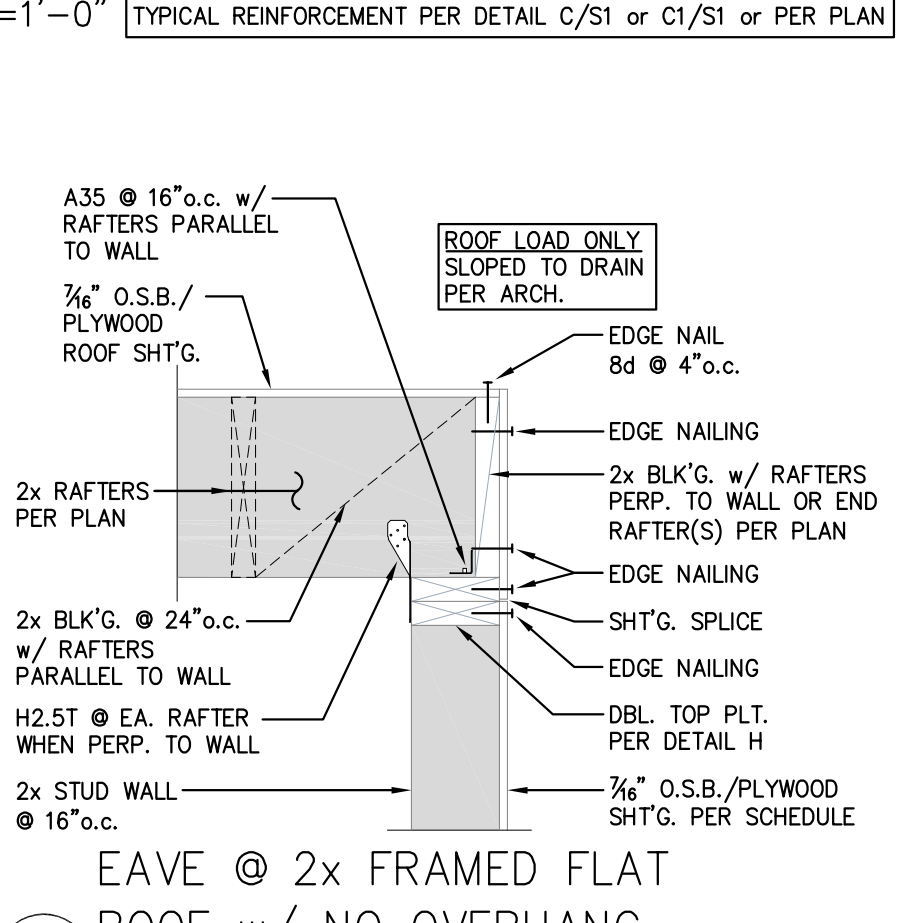 =1'-0"
TYPICAL REINFORCEMENT PER DETAIL C/S1 or C1/S1 or PER PLAN
A35 @ 16"o.c. w/
RAFTERS PARALLEL
TO WALL
7/16" O.S.B./
PLYWOOD
ROOF SHT'G.
2x RAFTERS
PER PLAN
2x BLK'G. @ 24"o.c.
w/ RAFTERS
PARALLEL TO WALL
H2.5T @ EA. RAFTER
WHEN PERP. TO WALL
2x STUD WALL
@ 16"o.c.
ROOF LOAD ONLY
SLOPED TO DRAIN
PER ARCH.
EDGE NAIL
8d @ 4"o.c.
EDGE NAILING
2x BLK'G. w/ RAFTERS
PERP. TO WALL OR END
RAFTER(S) PER PLAN
EDGE NAILING
SHT'G. SPLICE
EDGE NAILING
DBL. TOP PLT.
PER DETAIL H
7/16" O.S.B./PLYWOOD
SHT'G. PER SCHEDULE
EAVE @ 2x FRAMED FLAT
ROOF w/ NO OVERHANG